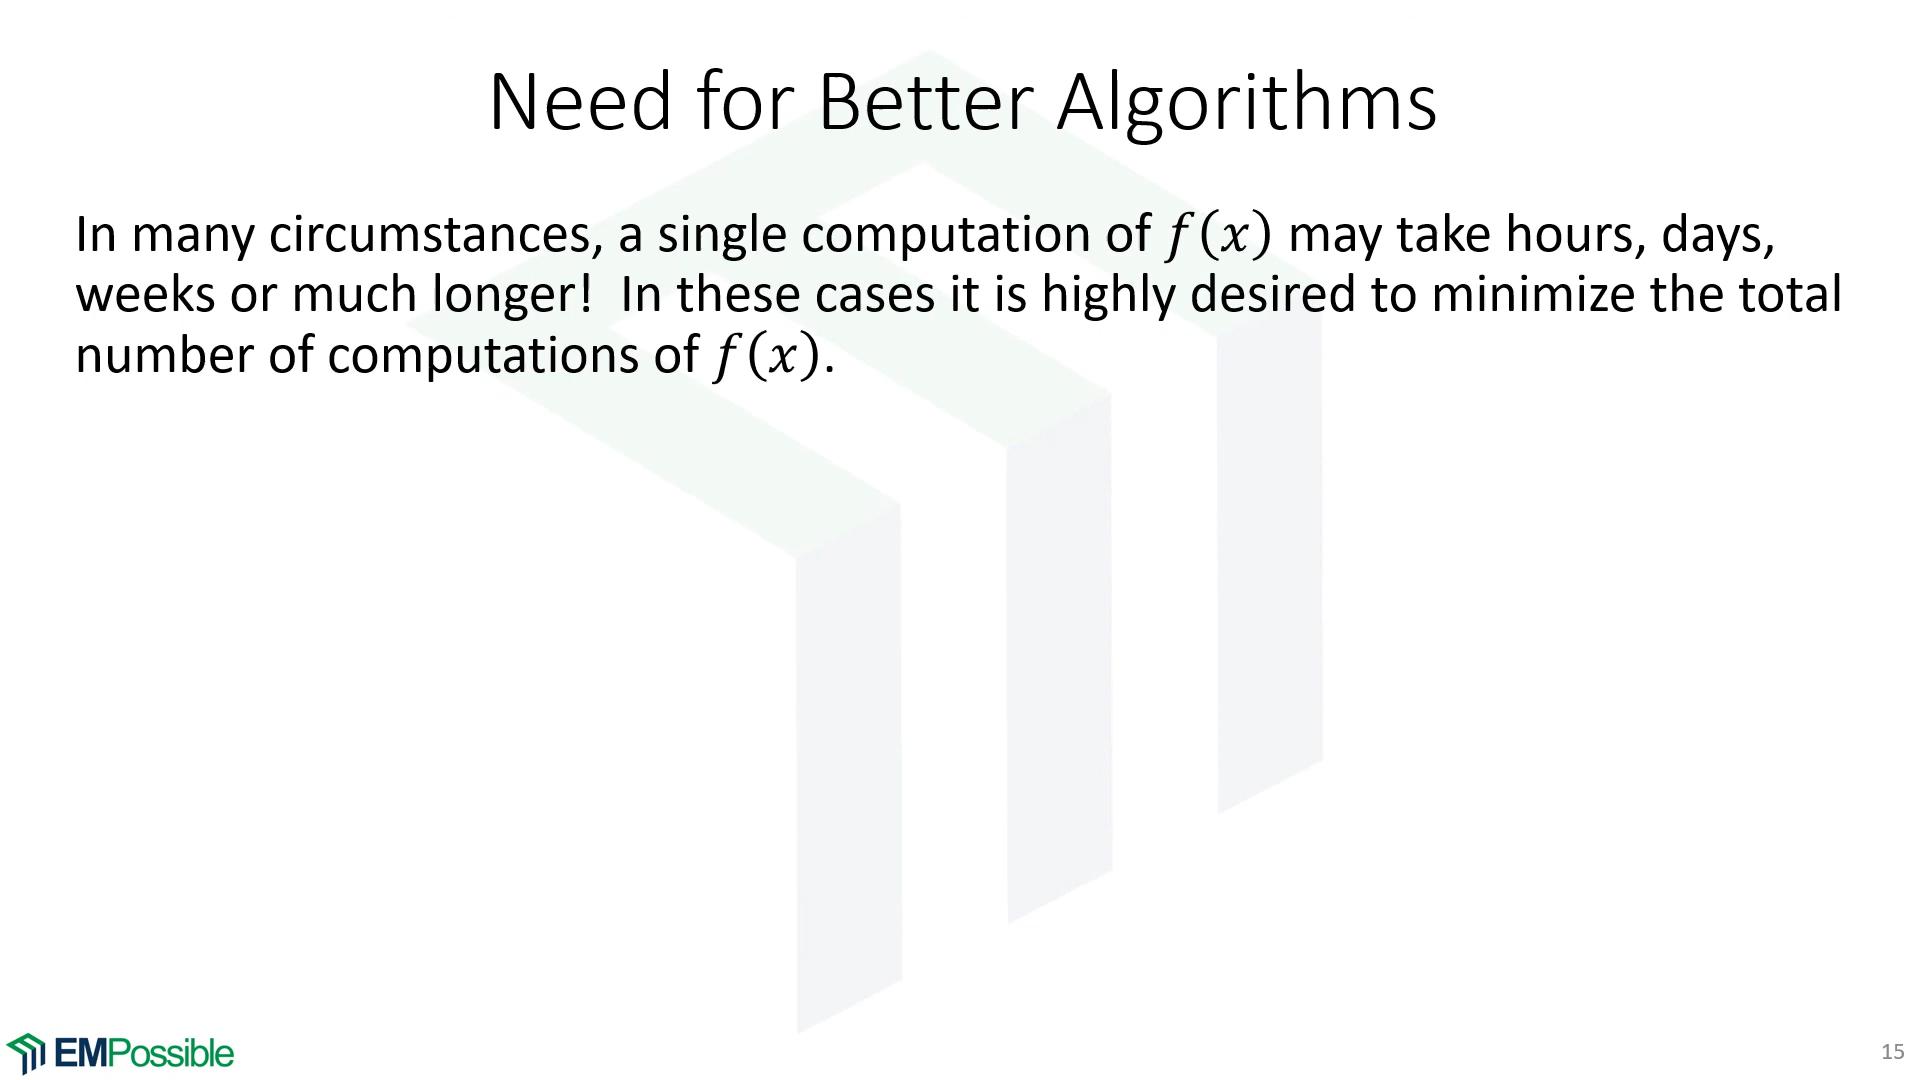 Need for Better Algorithms
In many circumstances, a single computation of 𝑓(𝑥) may take hours, days,
weeks or much longer!  In these cases it is highly desired to minimize the total
number of computations of 𝑓(𝑥).
EMPossible
15